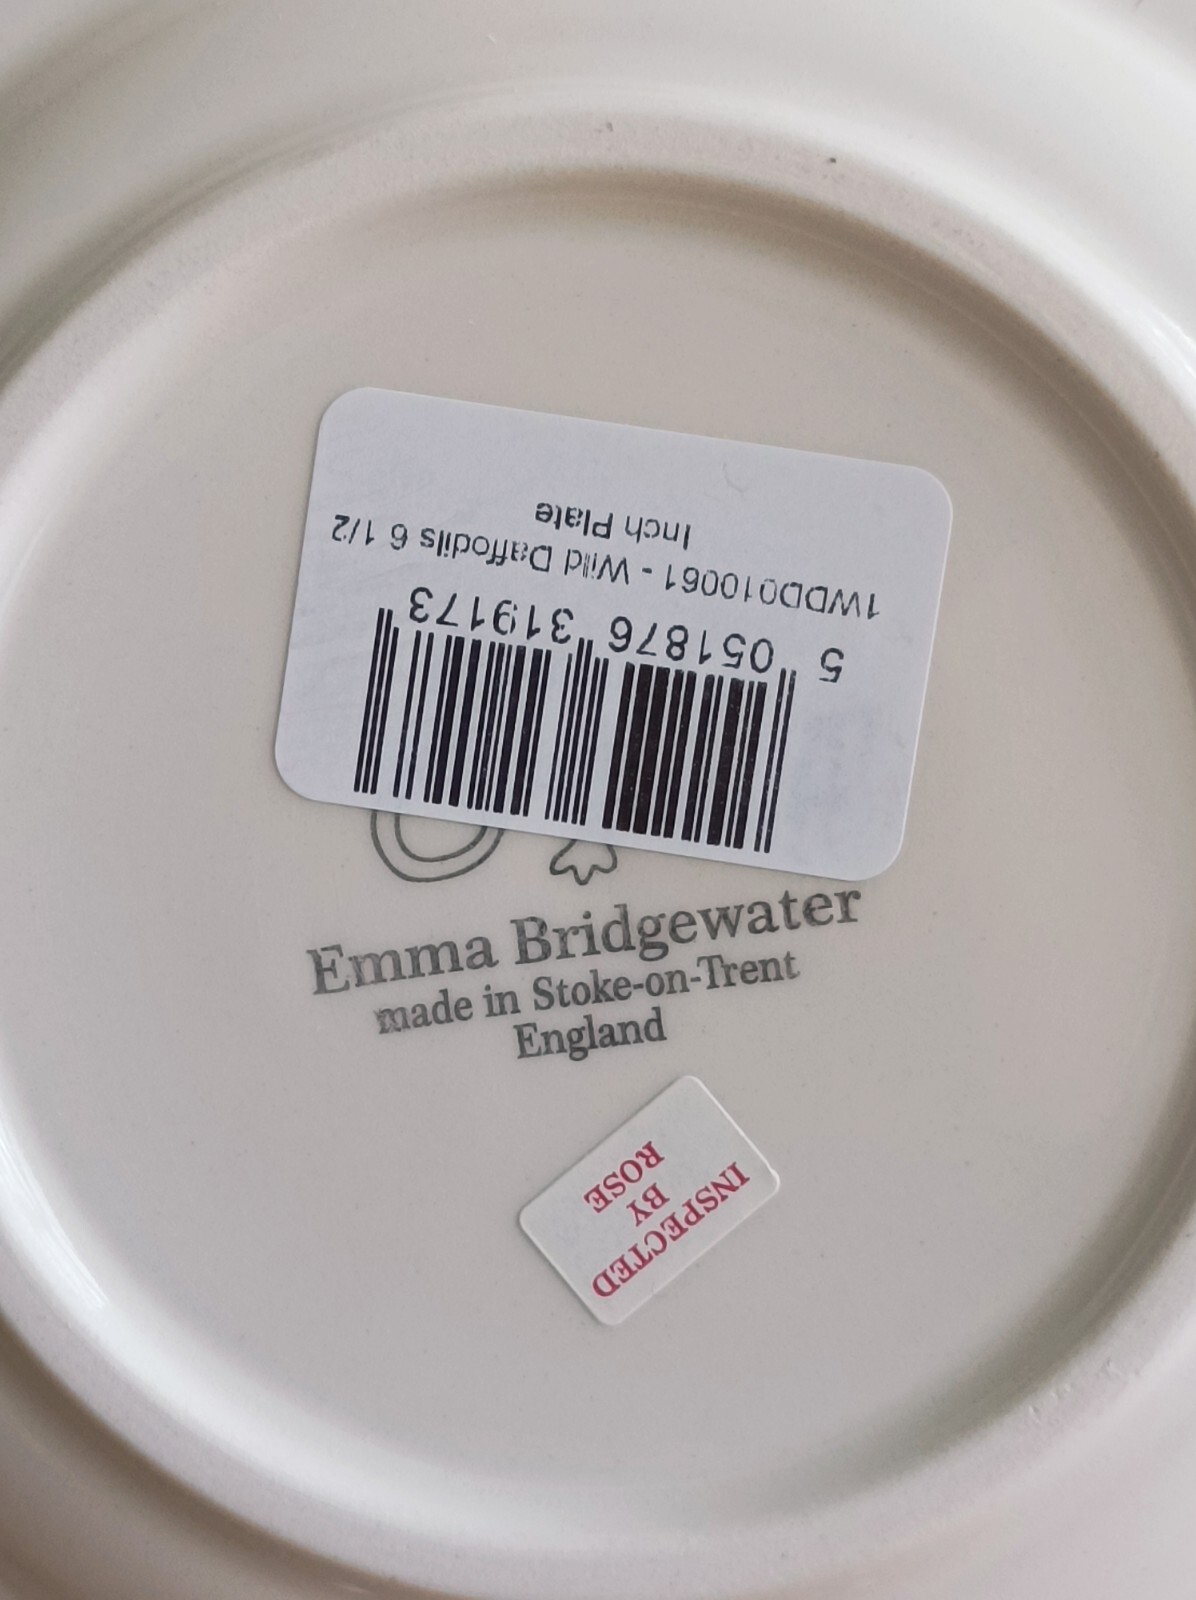 5 051876 319173
1WDD010061 - Wild Daffodils 6 1/2
Inch Plate
Emma Bridgewater
made in Stoke-on-Trent
England
INSPECTED
BY
ROSE